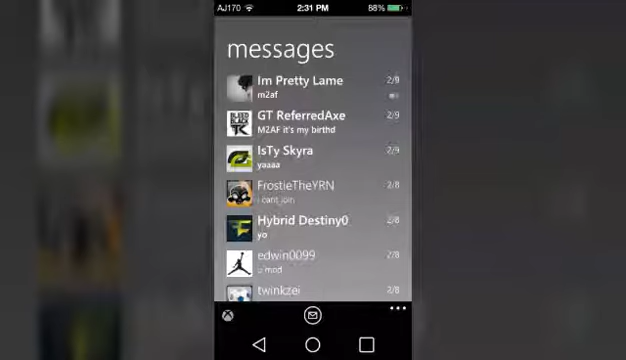 AJ170
2:31 PM
88%
messages
Im Pretty Lame
2/9
m2af
GT ReferredAxe
2/9
M2AF it's my birthd
IsTy Skyra
2/9
yaaaa
FrostieTheYRN
2/8
i cant join
Hybrid Destiny0
2/8
yo
edwin0099
2/8
u mod
twinkzei
2/8